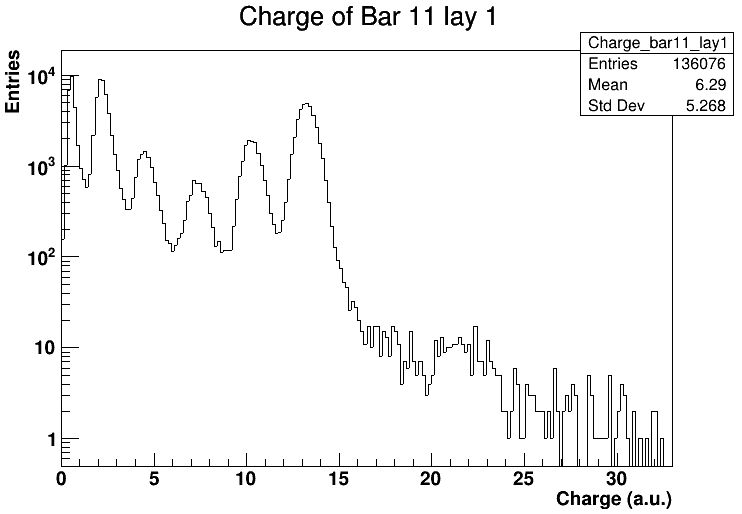 Charge of Bar 11 lay 1
Charge_bar11_lay1
Entries 136076
Mean 6.29
Std Dev 5.268
Entries
10^4
10^3
10^2
10
1
0 5 10 15 20 25 30
Charge (a.u.)